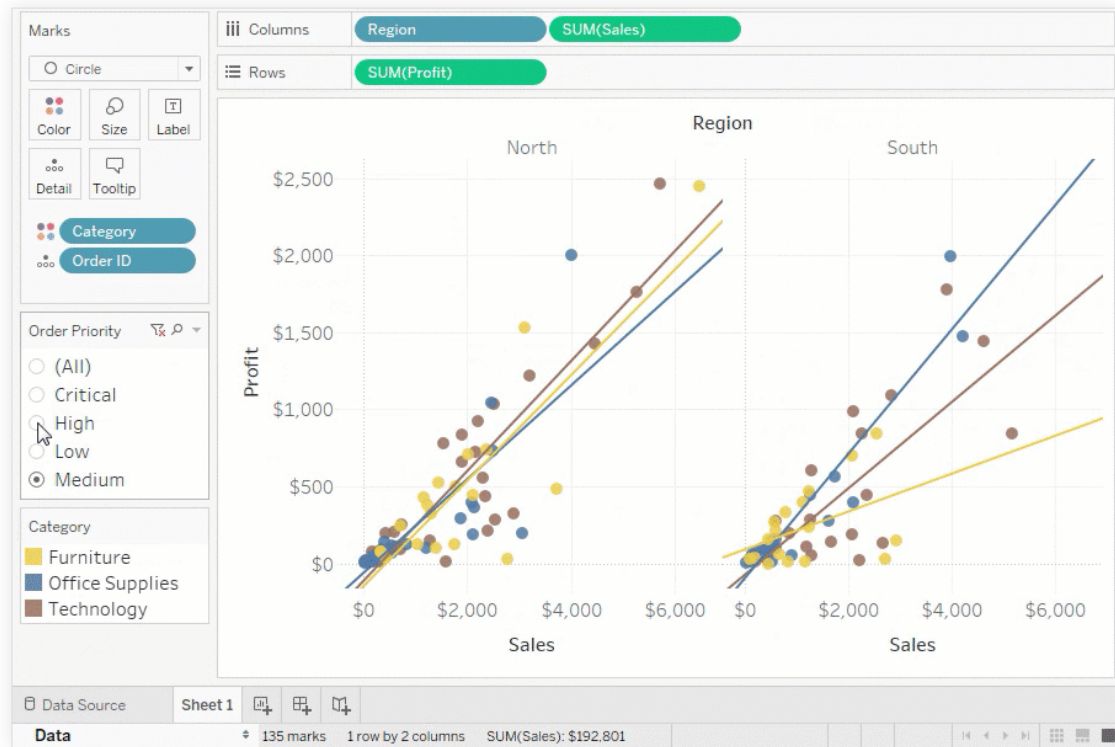 Marks
Circle
Color Size Label
Detail Tooltip
Category
Order ID
Order Priority
(All)
Critical
High
Low
Medium
Category
Furniture
Office Supplies
Technology
Columns Region SUM(Sales)
Rows SUM(Profit)
Region
North South
Profit
$2,500
$2,000
$1,500
$1,000
$500
$0
$0 $2,000 $4,000 $6,000 $0 $2,000 $4,000 $6,000
Sales Sales
Data Source Sheet 1
Data 135 marks 1 row by 2 columns SUM(Sales): $192,801